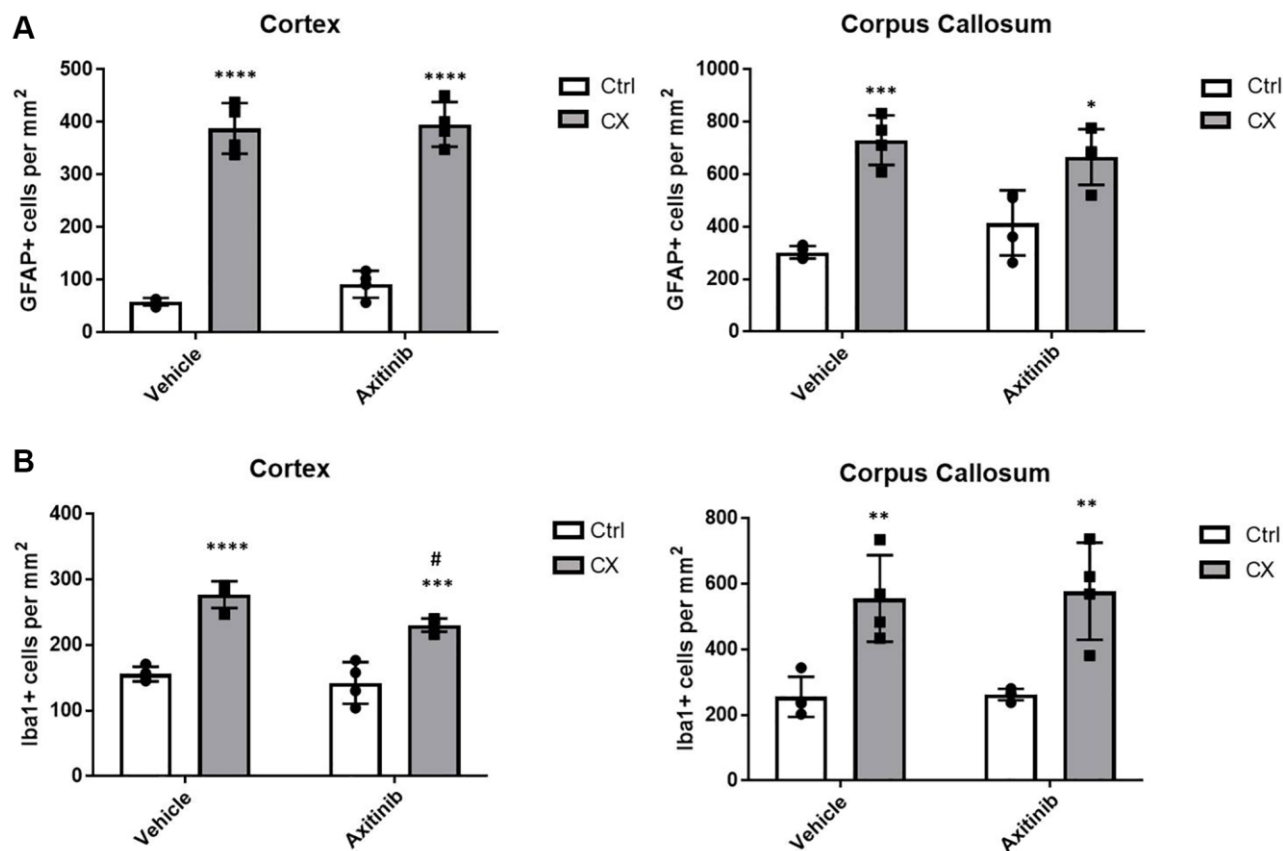 A
Cortex
GFAP+ cells per mm²
500
400
300
200
100
0
****
****
Vehicle
Axitinib
Ctrl
CX
Corpus Callosum
GFAP+ cells per mm²
1000
800
600
400
200
0
***
*
Vehicle
Axitinib
Ctrl
CX
B
Cortex
Iba1+ cells per mm²
400
300
200
100
0
****
#
***
Vehicle
Axitinib
Ctrl
CX
Corpus Callosum
Iba1+ cells per mm²
800
600
400
200
0
**
**
Vehicle
Axitinib
Ctrl
CX